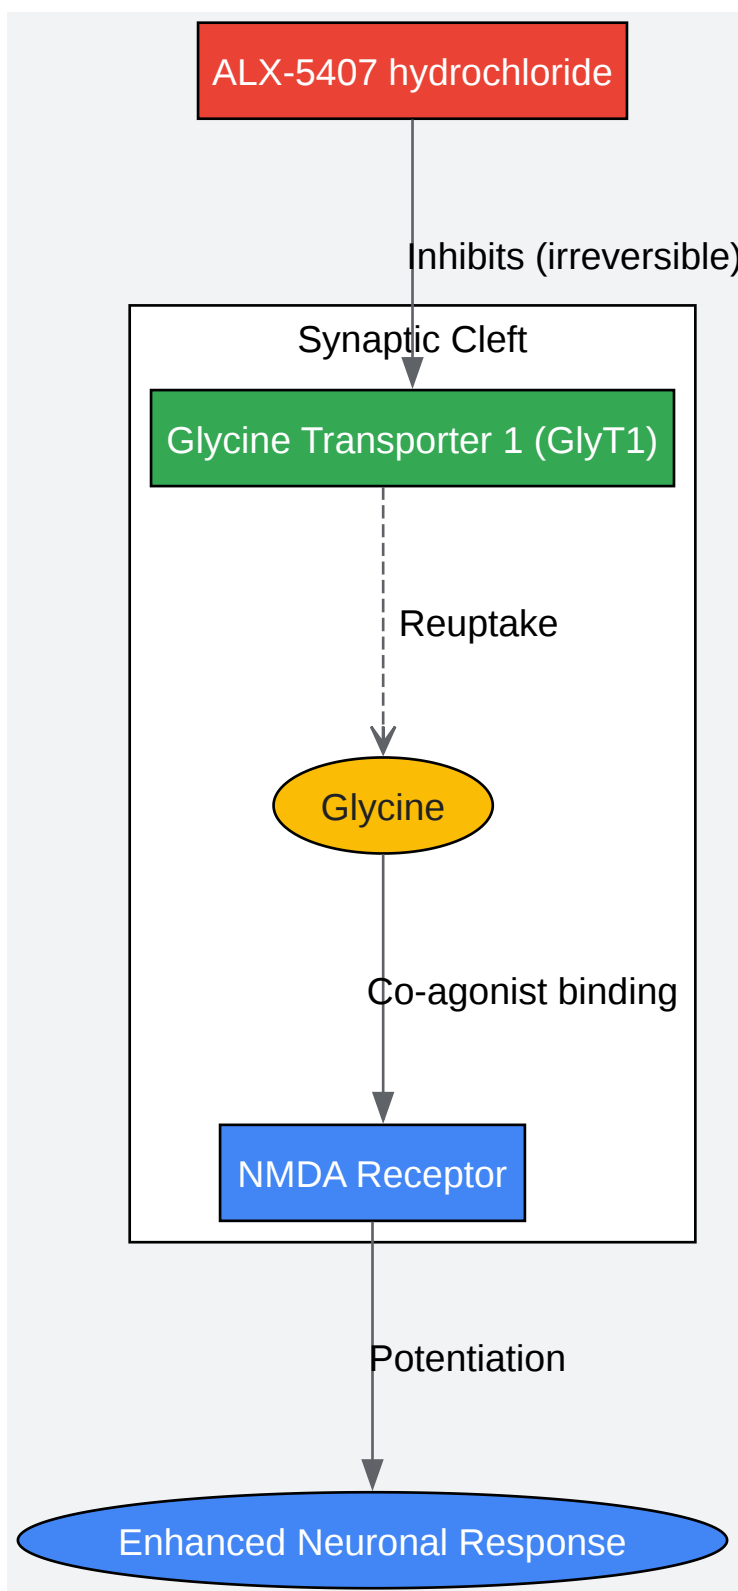 ALX-5407 hydrochloride
Inhibits (irreversible)
Synaptic Cleft
Glycine Transporter 1 (GlyT1)
Reuptake
Glycine
Co-agonist binding
NMDA Receptor
Potentiation
Enhanced Neuronal Response